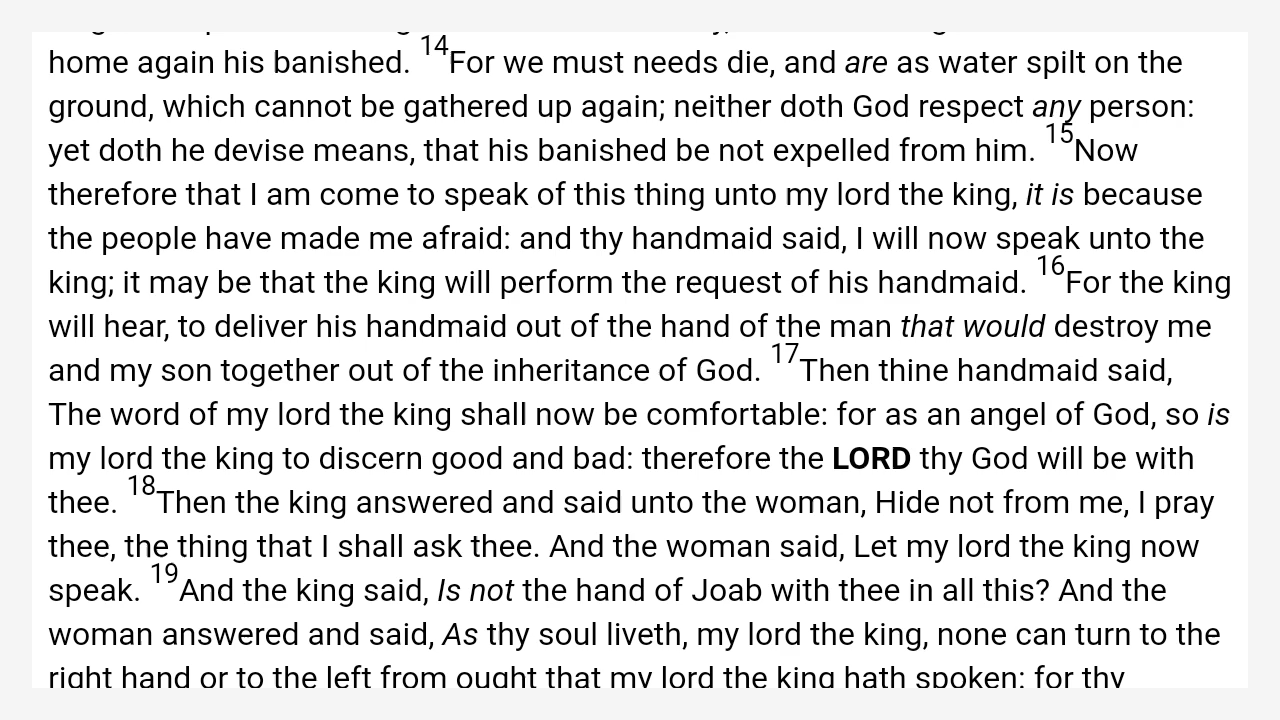 home again his banished. 14For we must needs die, and are as water spilt on the
ground, which cannot be gathered up again; neither doth God respect any person:
yet doth he devise means, that his banished be not expelled from him. 15Now
therefore that I am come to speak of this thing unto my lord the king, it is because
the people have made me afraid: and thy handmaid said, I will now speak unto the
king; it may be that the king will perform the request of his handmaid. 16For the king
will hear, to deliver his handmaid out of the hand of the man that would destroy me
and my son together out of the inheritance of God. 17Then thine handmaid said,
The word of my lord the king shall now be comfortable: for as an angel of God, so is
my lord the king to discern good and bad: therefore the LORD thy God will be with
thee. 18Then the king answered and said unto the woman, Hide not from me, I pray
thee, the thing that I shall ask thee. And the woman said, Let my lord the king now
speak. 19And the king said, Is not the hand of Joab with thee in all this? And the
woman answered and said, As thy soul liveth, my lord the king, none can turn to the
right hand or to the left from ought that my lord the king hath spoken: for thy